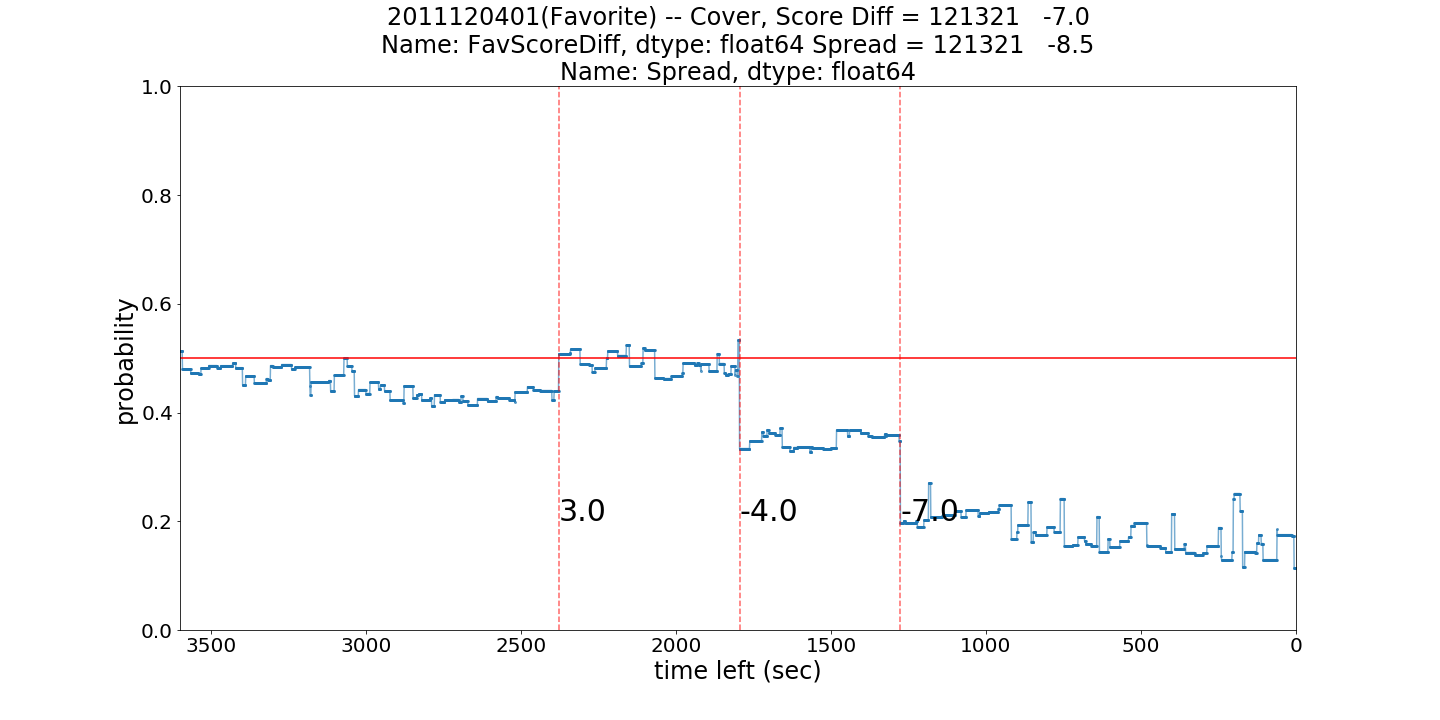 2011120401(Favorite) -- Cover, Score Diff = 121321   -7.0
Name: FavScoreDiff, dtype: float64 Spread = 121321   -8.5
Name: Spread, dtype: float64
1.0
0.8
0.6
0.4
0.2
0.0
probability
3.0
-4.0
-7.0
3500 3000 2500 2000 1500 1000 500 0
time left (sec)